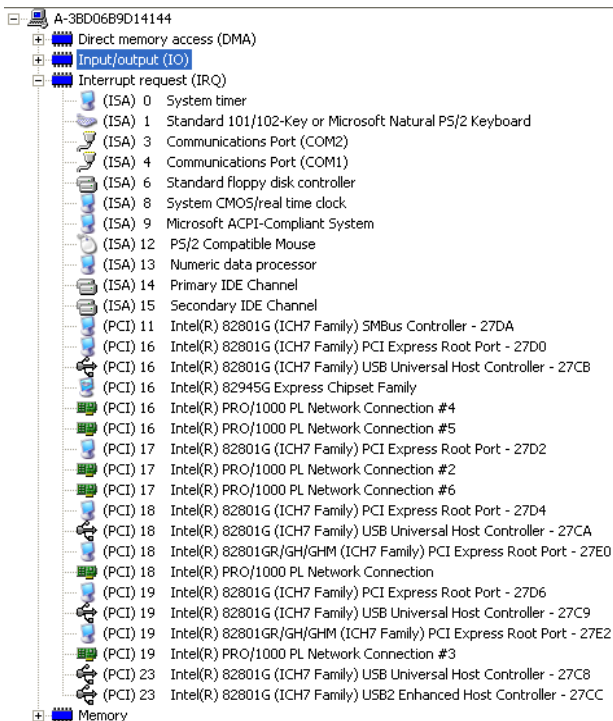 A-3BD06B9D14144
Direct memory access (DMA)
Input/output (IO)
Interrupt request (IRQ)
(ISA) 0 System timer
(ISA) 1 Standard 101/102-Key or Microsoft Natural PS/2 Keyboard
(ISA) 3 Communications Port (COM2)
(ISA) 4 Communications Port (COM1)
(ISA) 6 Standard floppy disk controller
(ISA) 8 System CMOS/real time clock
(ISA) 9 Microsoft ACPI-Compliant System
(ISA) 12 PS/2 Compatible Mouse
(ISA) 13 Numeric data processor
(ISA) 14 Primary IDE Channel
(ISA) 15 Secondary IDE Channel
(PCI) 11 Intel(R) 82801G (ICH7 Family) SMBus Controller - 27DA
(PCI) 16 Intel(R) 82801G (ICH7 Family) PCI Express Root Port - 27D0
(PCI) 16 Intel(R) 82801G (ICH7 Family) USB Universal Host Controller - 27CB
(PCI) 16 Intel(R) 82945G Express Chipset Family
(PCI) 16 Intel(R) PRO/1000 PL Network Connection #4
(PCI) 16 Intel(R) PRO/1000 PL Network Connection #5
(PCI) 17 Intel(R) 82801G (ICH7 Family) PCI Express Root Port - 27D2
(PCI) 17 Intel(R) PRO/1000 PL Network Connection #2
(PCI) 17 Intel(R) PRO/1000 PL Network Connection #6
(PCI) 18 Intel(R) 82801G (ICH7 Family) PCI Express Root Port - 27D4
(PCI) 18 Intel(R) 82801G (ICH7 Family) USB Universal Host Controller - 27CA
(PCI) 18 Intel(R) 82801GR/GH/GHM (ICH7 Family) PCI Express Root Port - 27E0
(PCI) 18 Intel(R) PRO/1000 PL Network Connection
(PCI) 19 Intel(R) 82801G (ICH7 Family) PCI Express Root Port - 27D6
(PCI) 19 Intel(R) 82801G (ICH7 Family) USB Universal Host Controller - 27C9
(PCI) 19 Intel(R) 82801GR/GH/GHM (ICH7 Family) PCI Express Root Port - 27E2
(PCI) 19 Intel(R) PRO/1000 PL Network Connection #3
(PCI) 23 Intel(R) 82801G (ICH7 Family) USB Universal Host Controller - 27C8
(PCI) 23 Intel(R) 82801G (ICH7 Family) USB2 Enhanced Host Controller - 27CC
Memory